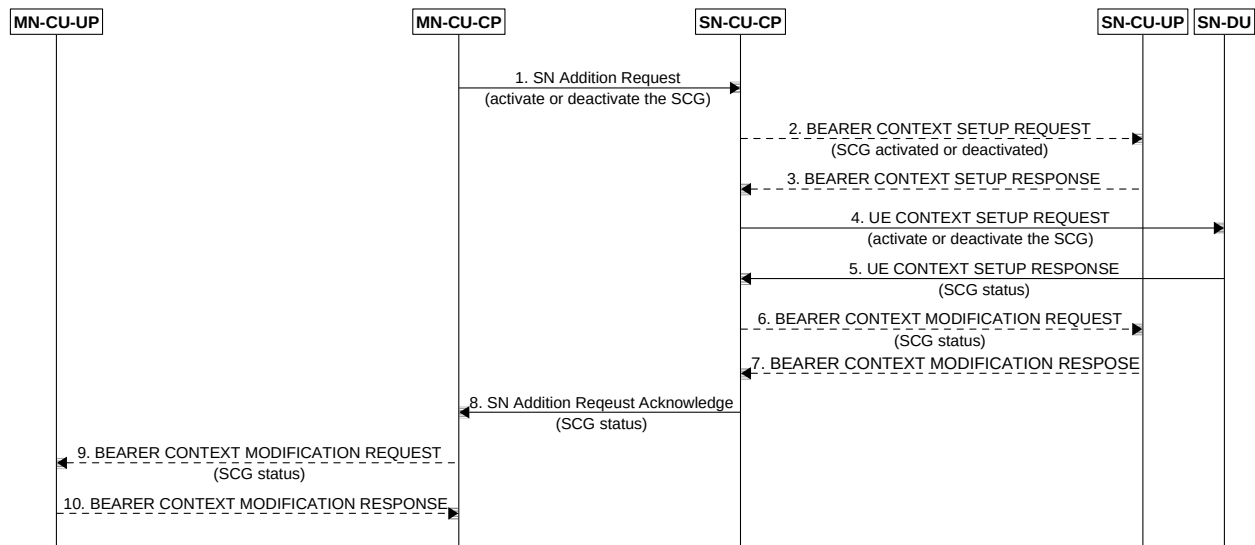 MN-CU-UP
MN-CU-CP
SN-CU-CP
SN-CU-UP
SN-DU
1. SN Addition Request
(activate or deactivate the SCG)
2. BEARER CONTEXT SETUP REQUEST
(SCG activated or deactivated)
3. BEARER CONTEXT SETUP RESPONSE
4. UE CONTEXT SETUP REQUEST
(activate or deactivate the SCG)
5. UE CONTEXT SETUP RESPONSE
(SCG status)
6. BEARER CONTEXT MODIFICATION REQUEST
(SCG status)
7. BEARER CONTEXT MODIFICATION RESPOSE
8. SN Addition Reqeust Acknowledge
(SCG status)
9. BEARER CONTEXT MODIFICATION REQUEST
(SCG status)
10. BEARER CONTEXT MODIFICATION RESPONSE